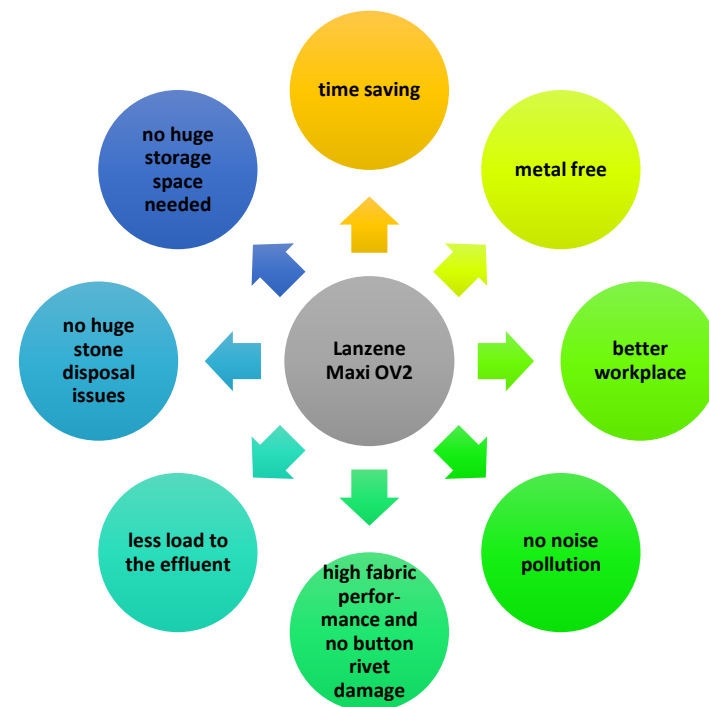 time saving
metal free
better
workplace
no noise
pollution
high fabric
perfor-
mance and
no button
rivet
damage
less load to
the effluent
no huge
stone
disposal
issues
no huge
storage
space
needed
Lanzene
Maxi OV2